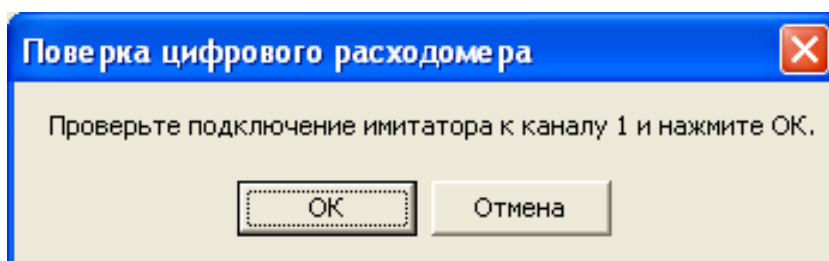 Поверка цифрового расходомера
Проверьте подключение имитатора к каналу 1 и нажмите ОК.
ОК
Отмена